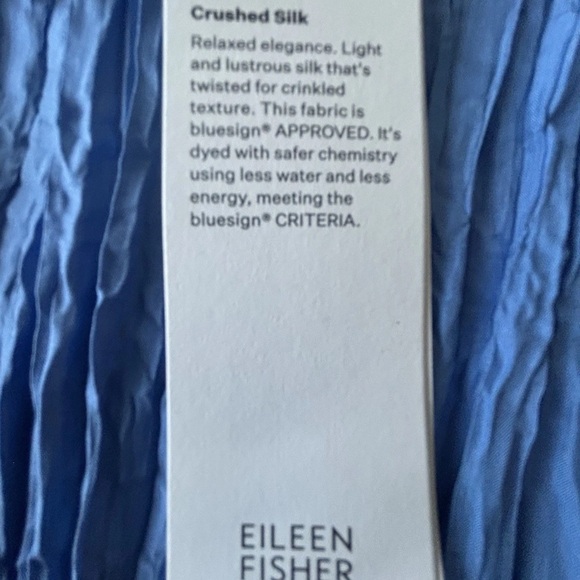 Crushed Silk
Relaxed elegance. Light
and lustrous silk that's
twisted for crinkled
texture. This fabric is
bluesign® APPROVED. It's
dyed with safer chemistry
using less water and less
energy, meeting the
bluesign® CRITERIA.
EILEEN
FISHER